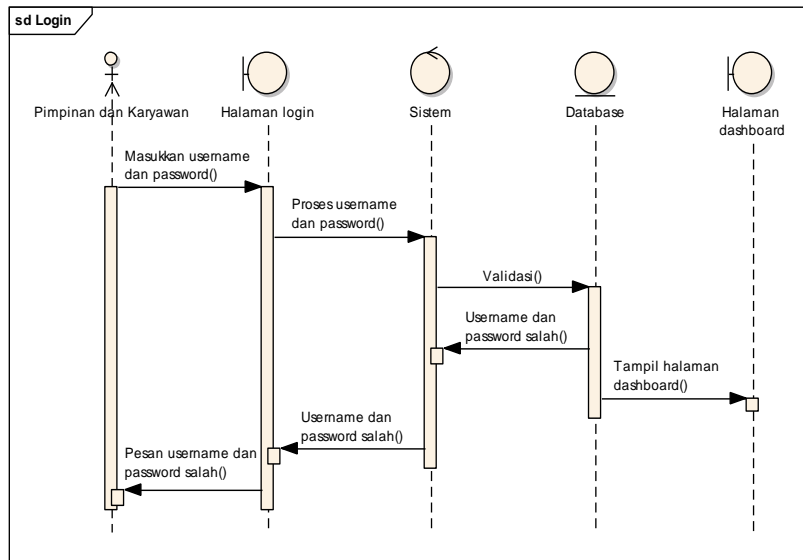 sd Login
Pimpinan dan Karyawan
Halaman login
Sistem
Database
Halaman
dashboard
Masukkan username
dan password()
Proses username
dan password()
Validasi()
Username dan
password salah()
Tampil halaman
dashboard()
Username dan
password salah()
Pesan username dan
password salah()